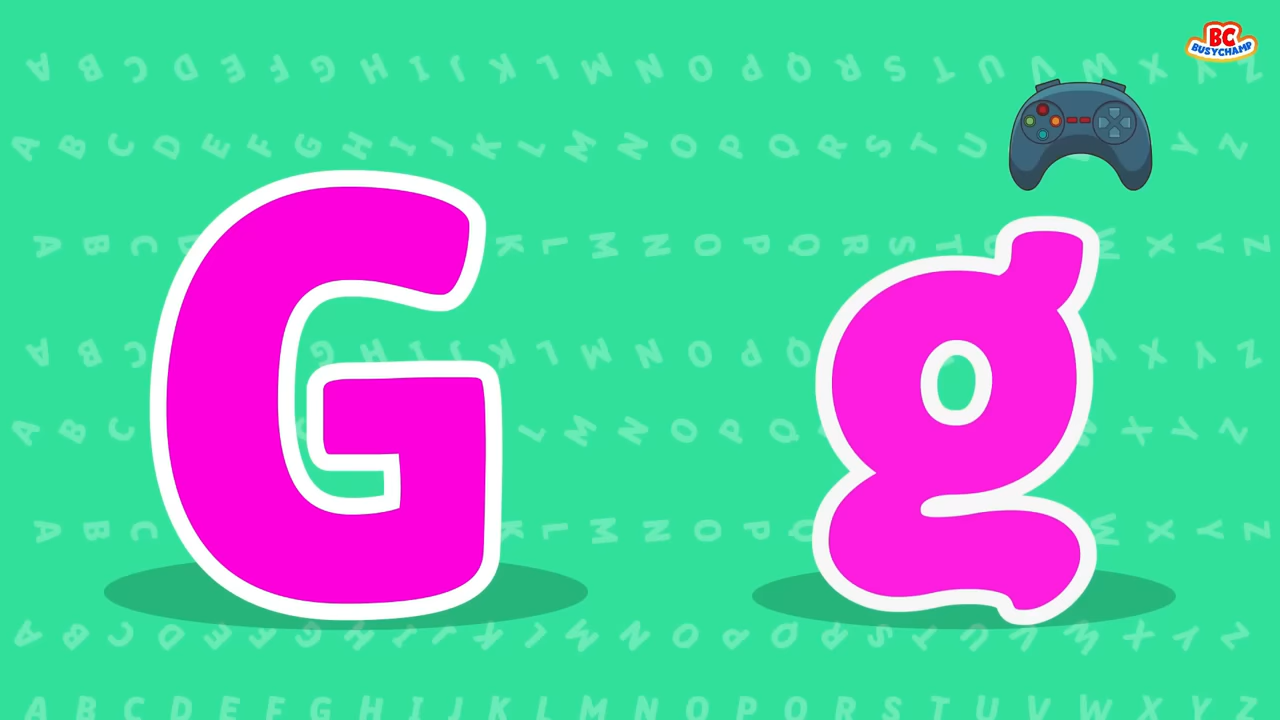 BC
BUSYCHAMP
A B C D E F G H I J K L M N O P Q R S T U V W X Y Z
A B C D E F G H I J K L M N O P Q R S T U Y Z
A B C D K L M N O P Q R S T W X Y Z
G g
A B C G H I J K L M N O P Q W X Y Z
A B C L M N O P Q X Y Z
A B C K L M N O P Q W X Y Z
A B C D E F G H I J K L M N O P Q R S T U V W X Y Z
A B C D E F G H I J K L M N O P Q R S T U V W X Y Z